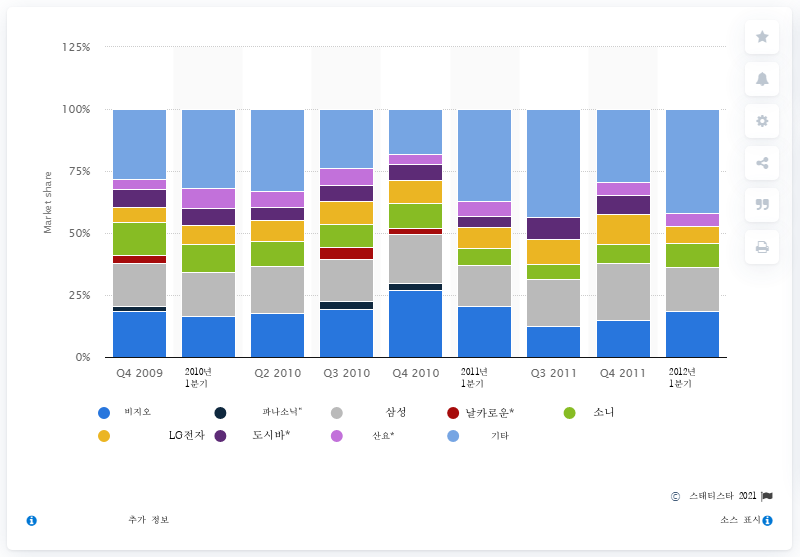 125%
100%
75%
50%
25%
0%
Market share
Q4 2009
2010년
1분기
Q2 2010
Q3 2010
Q4 2010
2011년
1분기
Q3 2011
Q4 2011
2012년
1분기
비지오
파나소닉"
삼성
날카로운*
소니
LG전자
도시바*
산요*
기타
© 스태티스타 2021
추가 정보
소스 표시